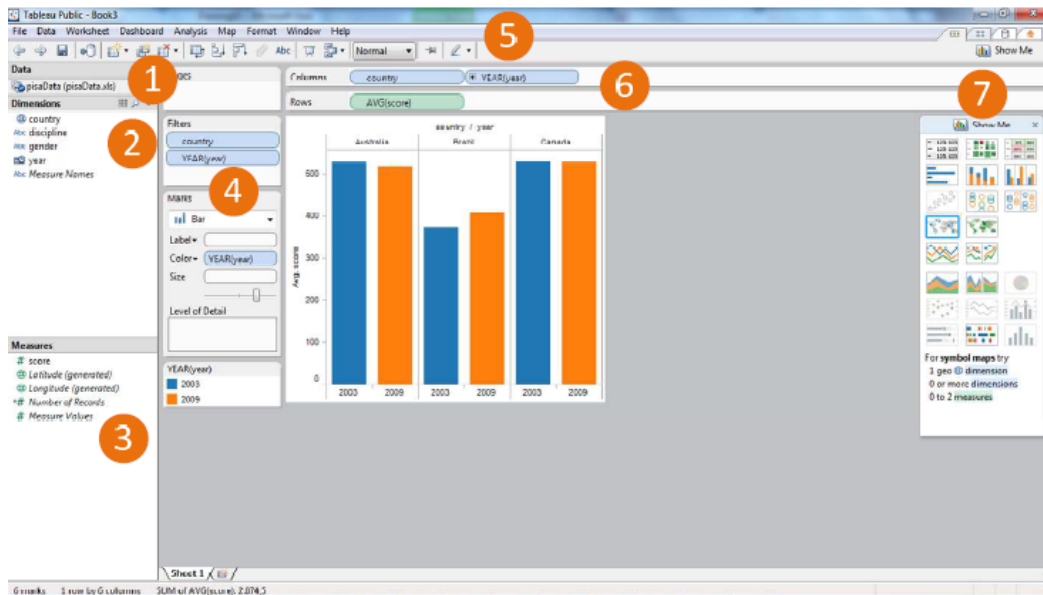 Tableau Public - Book3
File Data Worksheet Dashboard Analysis Map Format Window Help
Abc Normal
Show Me
5
Data
pisaData (pisaData.xls)
1
Dimensions
country
Abc discipline
Abc gender
year
Abc Measure Names
2
Measures
# score
Latitude (generated)
Longitude (generated)
# Number of Records
# Measure Values
3
Filters
country
YEAR(year)
Marks
4
Bar
Label
Color YEAR(year)
Size
Level of Detail
YEAR(year)
2003
2009
Columns country YEAR(year)
Rows AVG(score)
6
country / year
Australia Brazil Canada
Avg. score
500
400
300
200
100
0
2003 2009 2003 2009 2003 2009
7
Show Me ×
For symbol maps try
1 geo dimension
0 or more dimensions
0 to 2 measures
Sheet 1
6 marks 1 row by 6 columns SUM of AVG(score): 2,074.5